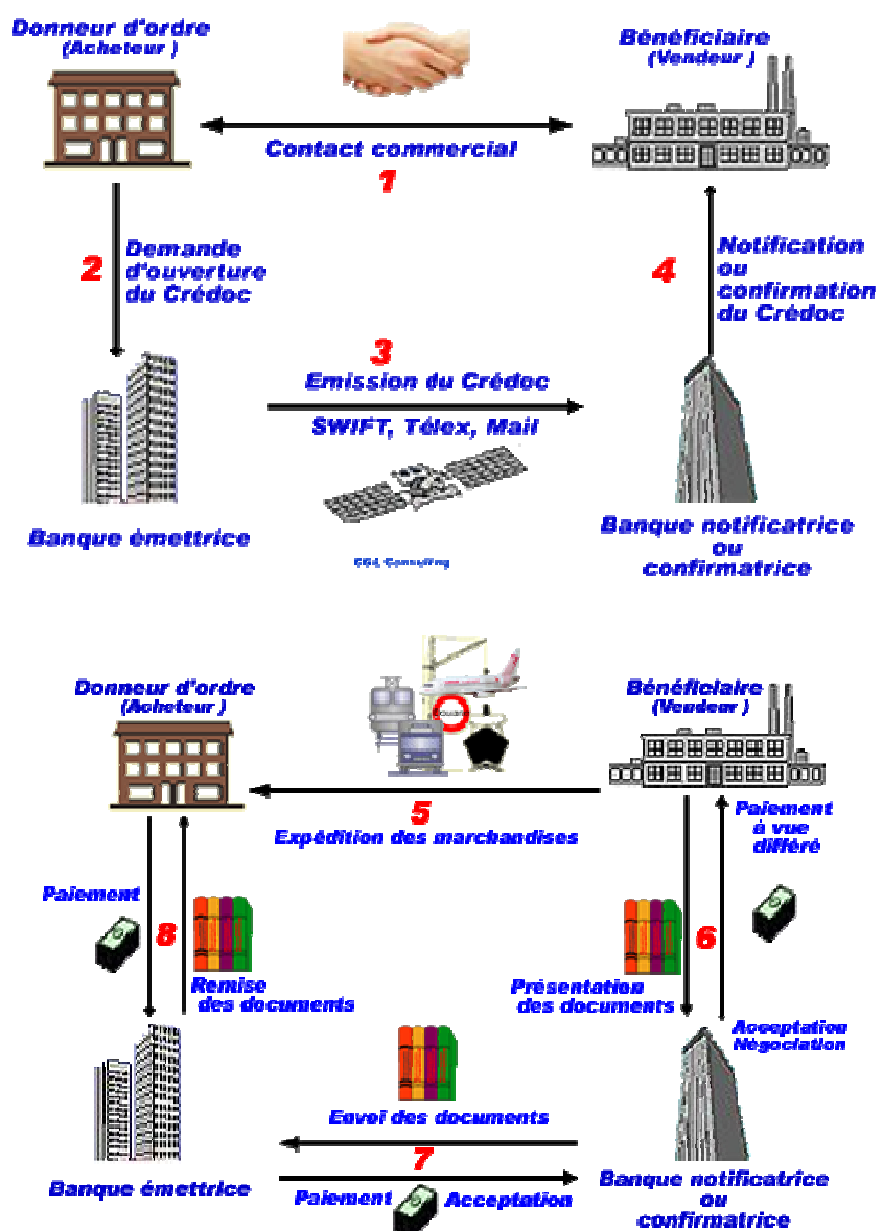 Donneur d'ordre
(Acheteur )
Bénéficiaire
(Vendeur )
Contact commercial
1
2
Demande
d'ouverture
du Crédoc
4
Notification
ou
confirmation
du Crédoc
3
Emission du Crédoc
SWIFT, Télex, Mail
Banque émettrice
Banque notificatrice
ou
confirmatrice
Consulting
Donneur d'ordre
(Acheteur )
Bénéficiaire
(Vendeur )
5
Expédition des marchandises
Paiement
à vue
différé
Paiement
8
6
Remise
des documents
Présentation
des documents
Acceptation
Négociation
Envoi des documents
7
Banque émettrice
Paiement
Acceptation
Banque notificatrice
ou
confirmatrice